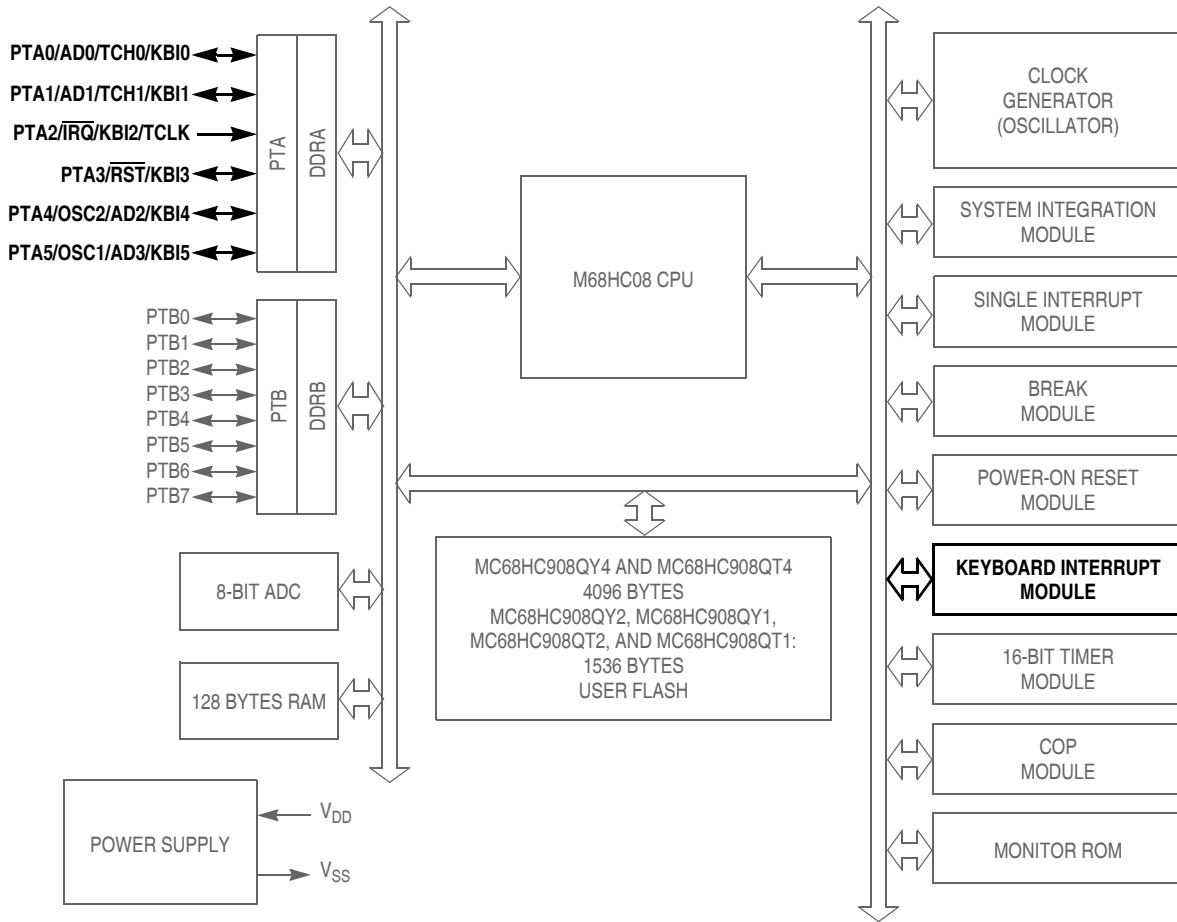 PTA0/AD0/TCH0/KBI0
PTA1/AD1/TCH1/KBI1
PTA2/IRQ/KBI2/TCLK
PTA3/RST/KBI3
PTA4/OSC2/AD2/KBI4
PTA5/OSC1/AD3/KBI5
PTA
DDRA
PTB0
PTB1
PTB2
PTB3
PTB4
PTB5
PTB6
PTB7
PTB
DDRB
8-BIT ADC
128 BYTES RAM
POWER SUPPLY
VDD
VSS
M68HC08 CPU
MC68HC908QY4 AND MC68HC908QT4
4096 BYTES
MC68HC908QY2, MC68HC908QY1,
MC68HC908QT2, AND MC68HC908QT1:
1536 BYTES
USER FLASH
CLOCK
GENERATOR
(OSCILLATOR)
SYSTEM INTEGRATION
MODULE
SINGLE INTERRUPT
MODULE
BREAK
MODULE
POWER-ON RESET
MODULE
KEYBOARD INTERRUPT
MODULE
16-BIT TIMER
MODULE
COP
MODULE
MONITOR ROM